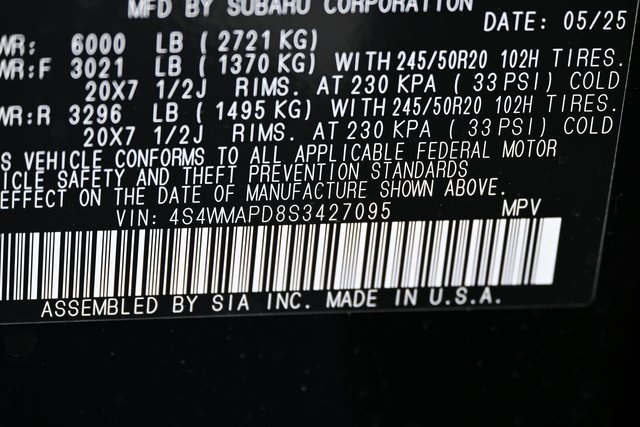 MFD BY SUBARU CORPORATION
DATE: 05/25
WR: 6000 LB ( 2721 KG)
WR:F 3021 LB ( 1370 KG) WITH 245/50R20 102H TIRES.
20X7 1/2J RIMS. AT 230 KPA ( 33 PSI) COLD
WR:R 3296 LB ( 1495 KG) WITH 245/50R20 102H TIRES.
20X7 1/2J RIMS. AT 230 KPA ( 33 PSI) COLD
S VEHICLE CONFORMS TO ALL APPLICABLE FEDERAL MOTOR
ICLE SAFETY AND THEFT PREVENTION STANDARDS
EFFECT ON THE DATE OF MANUFACTURE SHOWN ABOVE.
VIN: 4S4WMAPD8S3427095 MPV
ASSEMBLED BY SIA INC. MADE IN U.S.A.